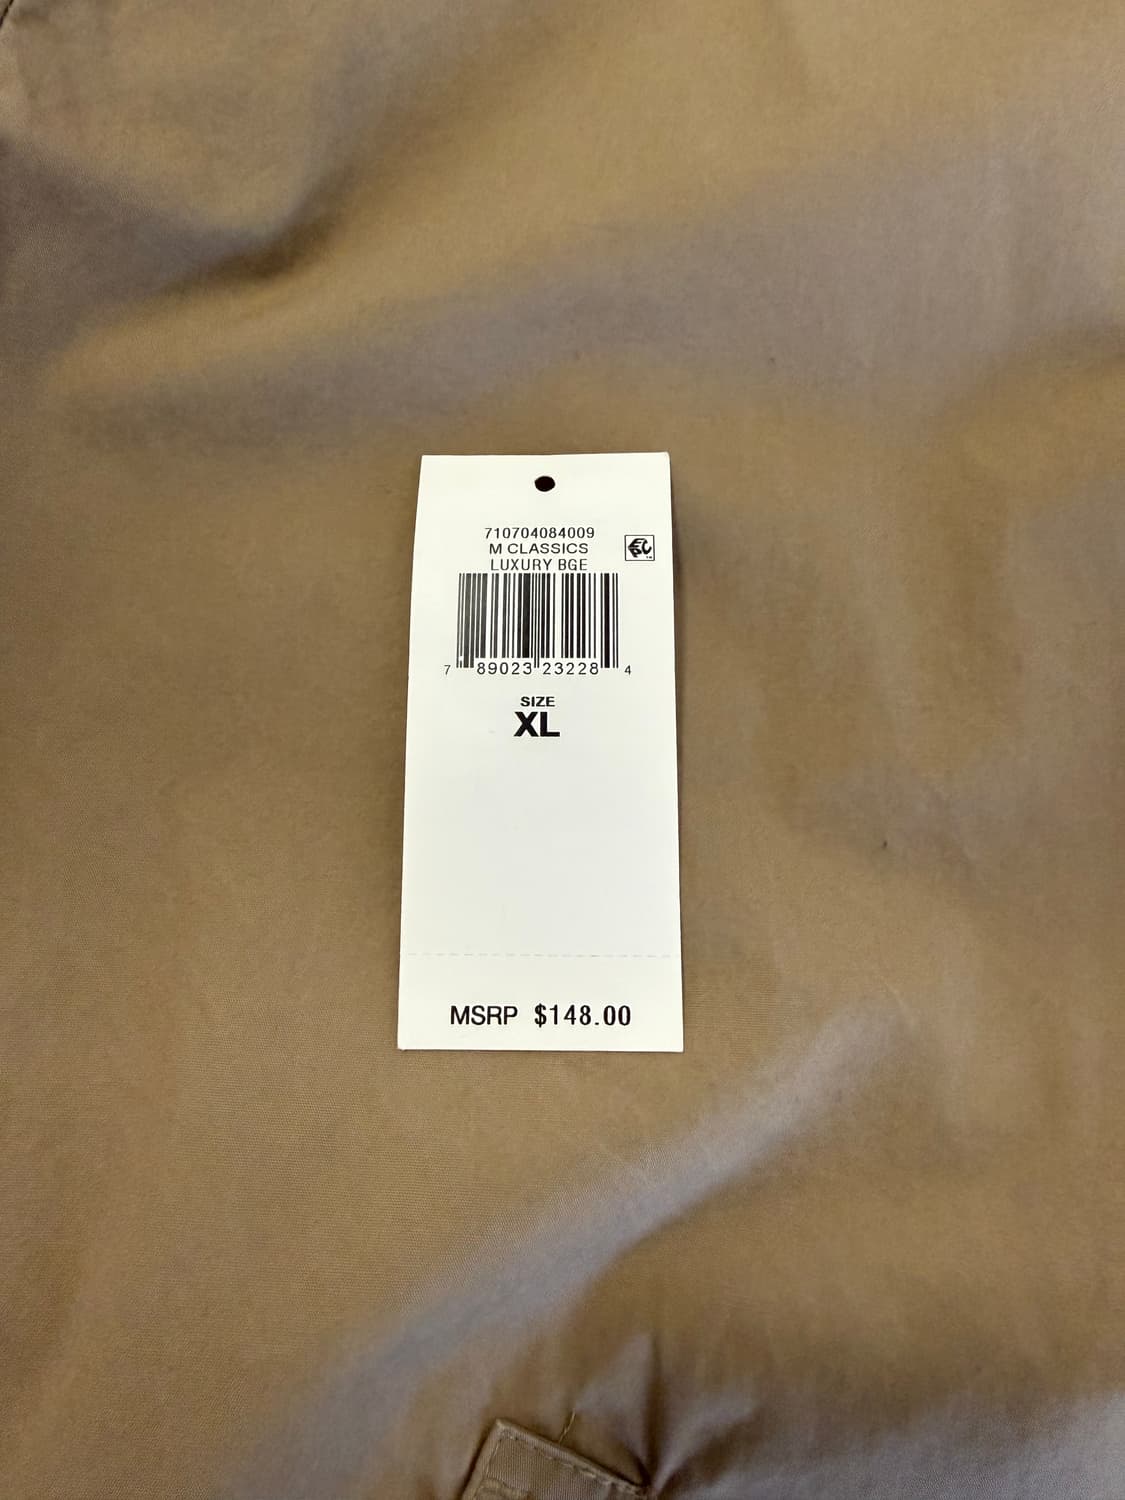 710704084009
M CLASSICS
LUXURY BGE
7 89023 23228 4
SIZE
XL
MSRP $148.00